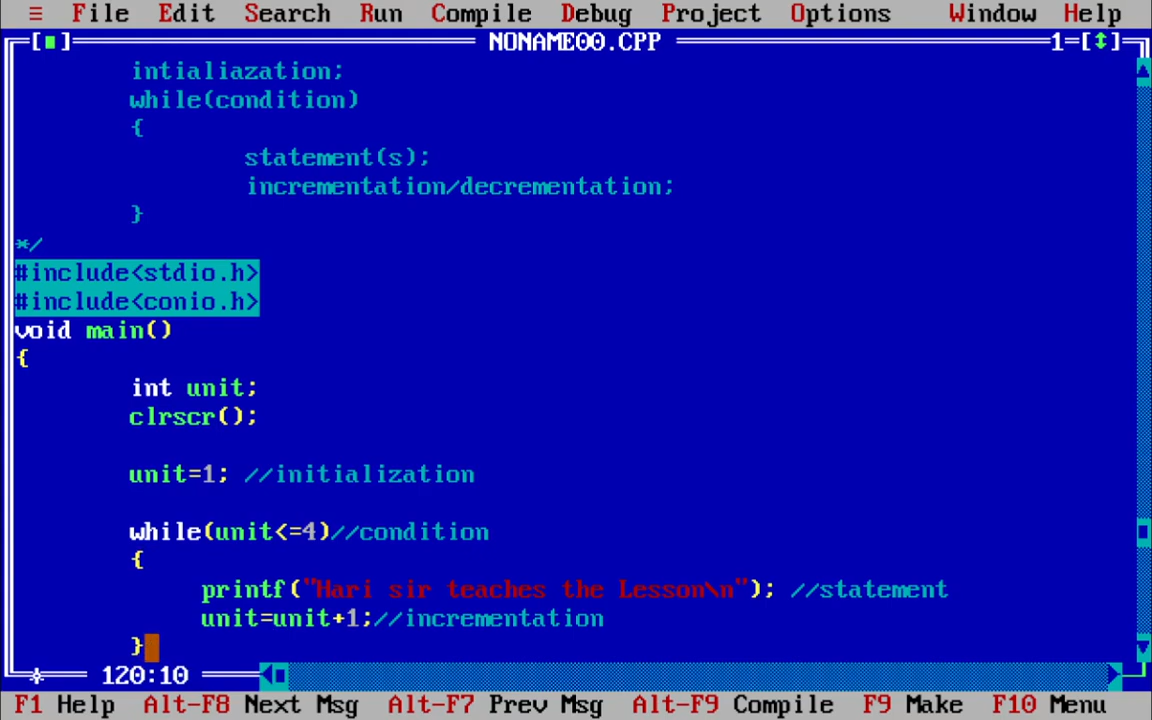 ≡ File Edit Search Run Compile Debug Project Options Window Help
[■] NONAME00.CPP 1=[↕]
intialiazation;
while(condition)
{
statement(s);
incrementation/decrementation;
}
*/
#include<stdio.h>
#include<conio.h>
void main()
{
int unit;
clrscr();
unit=1; //initialization
while(unit<=4)//condition
{
printf("Hari sir teaches the Lesson\n"); //statement
unit=unit+1;//incrementation
}
120:10
F1 Help Alt-F8 Next Msg Alt-F7 Prev Msg Alt-F9 Compile F9 Make F10 Menu